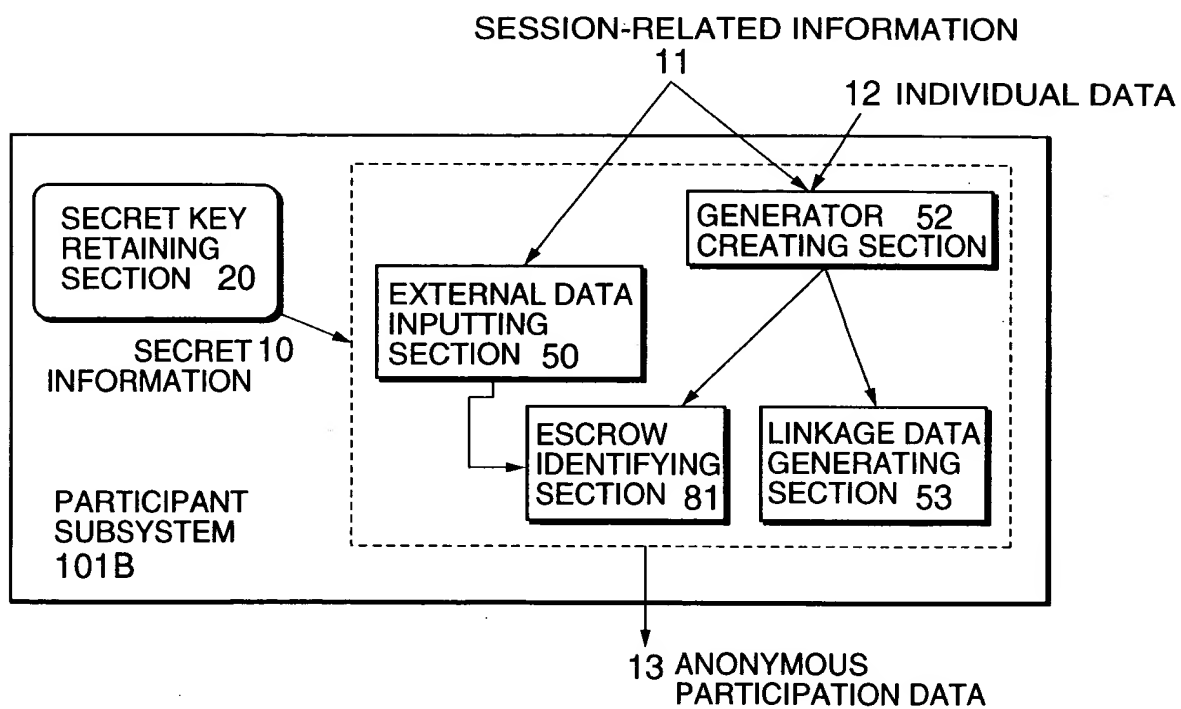 SESSION-RELATED INFORMATION
11
12 INDIVIDUAL DATA
SECRET KEY
RETAINING
SECTION 20
GENERATOR 52
CREATING SECTION
EXTERNAL DATA
INPUTTING
SECTION 50
SECRET 10
INFORMATION
ESCROW
IDENTIFYING
SECTION 81
LINKAGE DATA
GENERATING
SECTION 53
PARTICIPANT
SUBSYSTEM
101B
13 ANONYMOUS
PARTICIPATION DATA